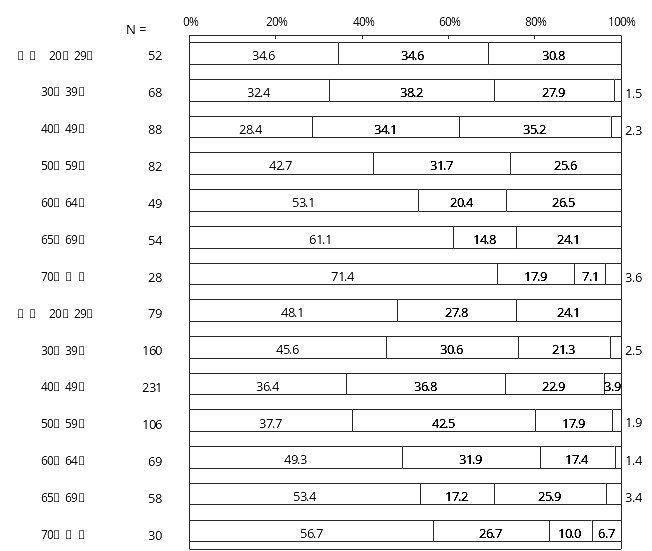 0% 20% 40% 60% 80% 100%
N =
20 29 52 34.6 34.6 30.8
30 39 68 32.4 38.2 27.9 1.5
40 49 88 28.4 34.1 35.2 2.3
50 59 82 42.7 31.7 25.6
60 64 49 53.1 20.4 26.5
65 69 54 61.1 14.8 24.1
70 28 71.4 17.9 7.1 3.6
20 29 79 48.1 27.8 24.1
30 39 160 45.6 30.6 21.3 2.5
40 49 231 36.4 36.8 22.9 3.9
50 59 106 37.7 42.5 17.9 1.9
60 64 69 49.3 31.9 17.4 1.4
65 69 58 53.4 17.2 25.9 3.4
70 30 56.7 26.7 10.0 6.7